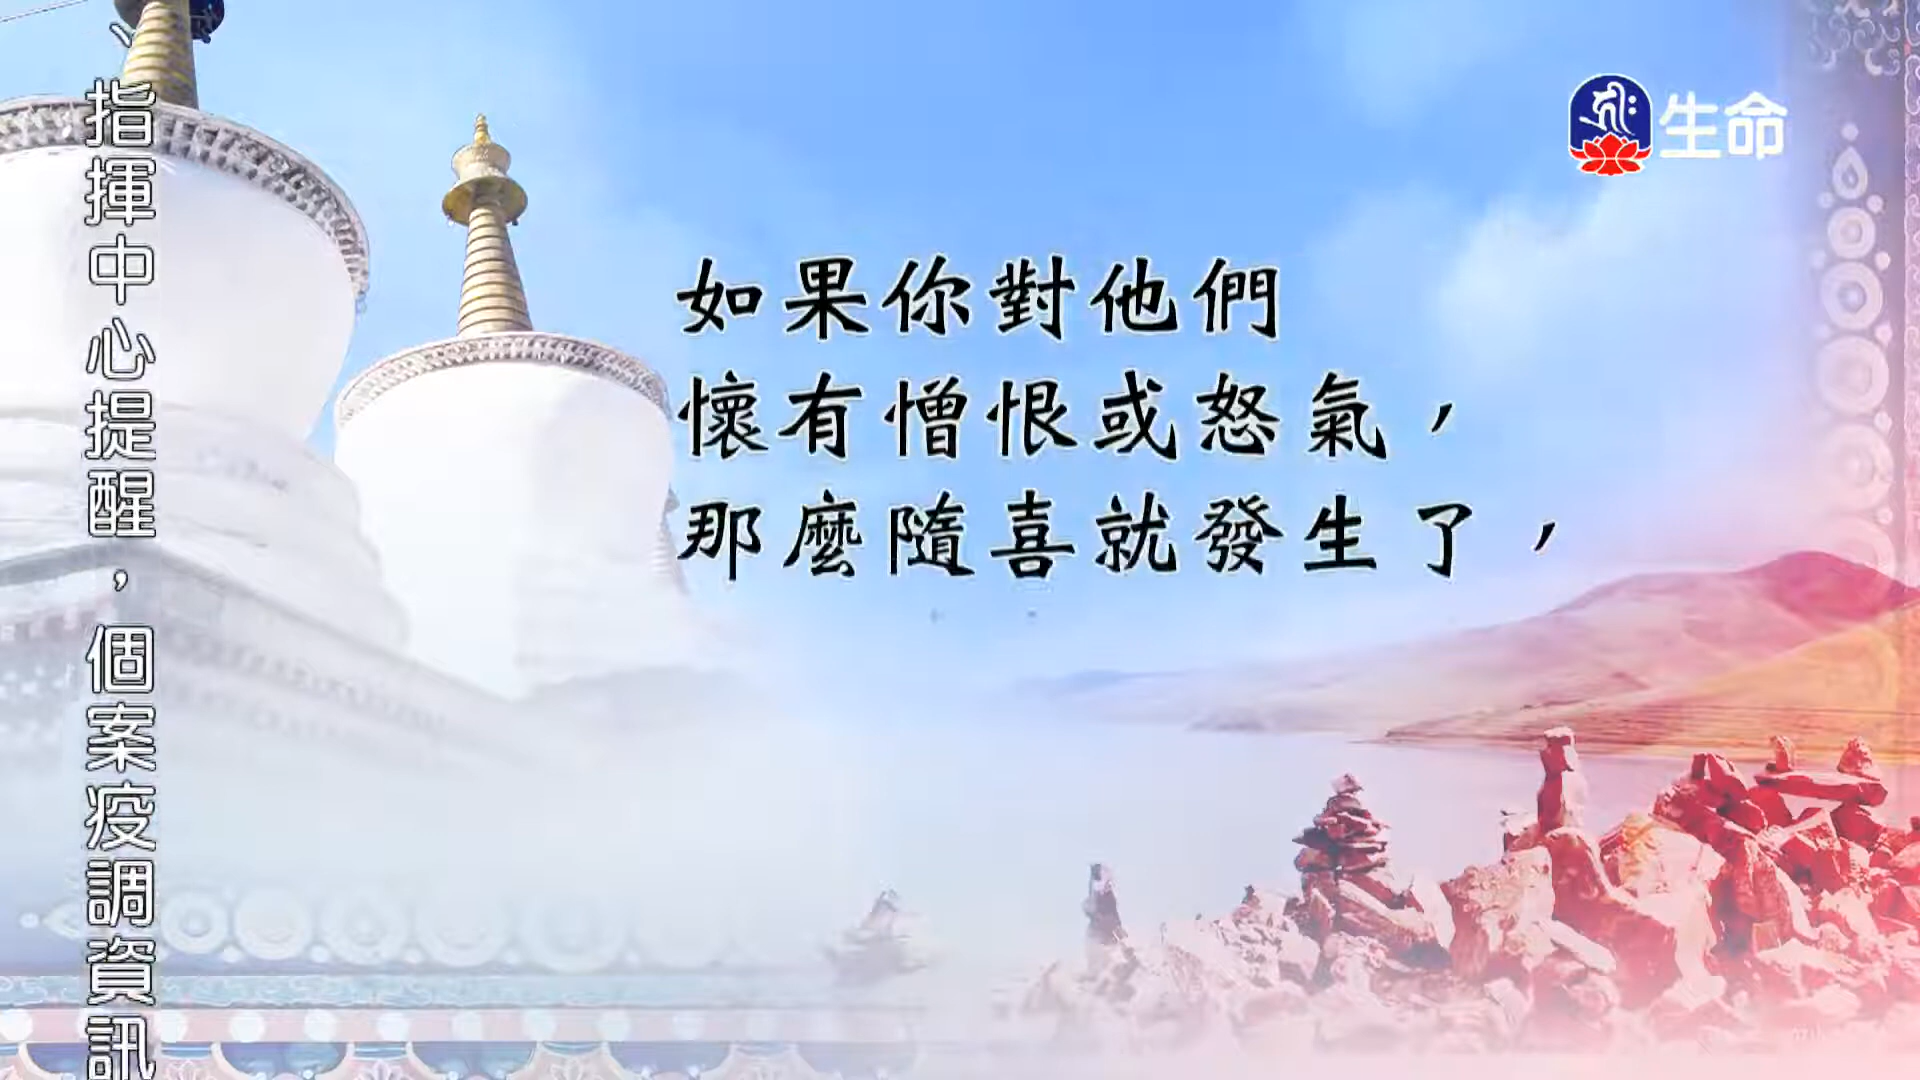 、指揮中心提醒，個案疫調資訊
生命
如果你對他們
懷有憎恨或怒氣，
那麼隨喜就發生了，